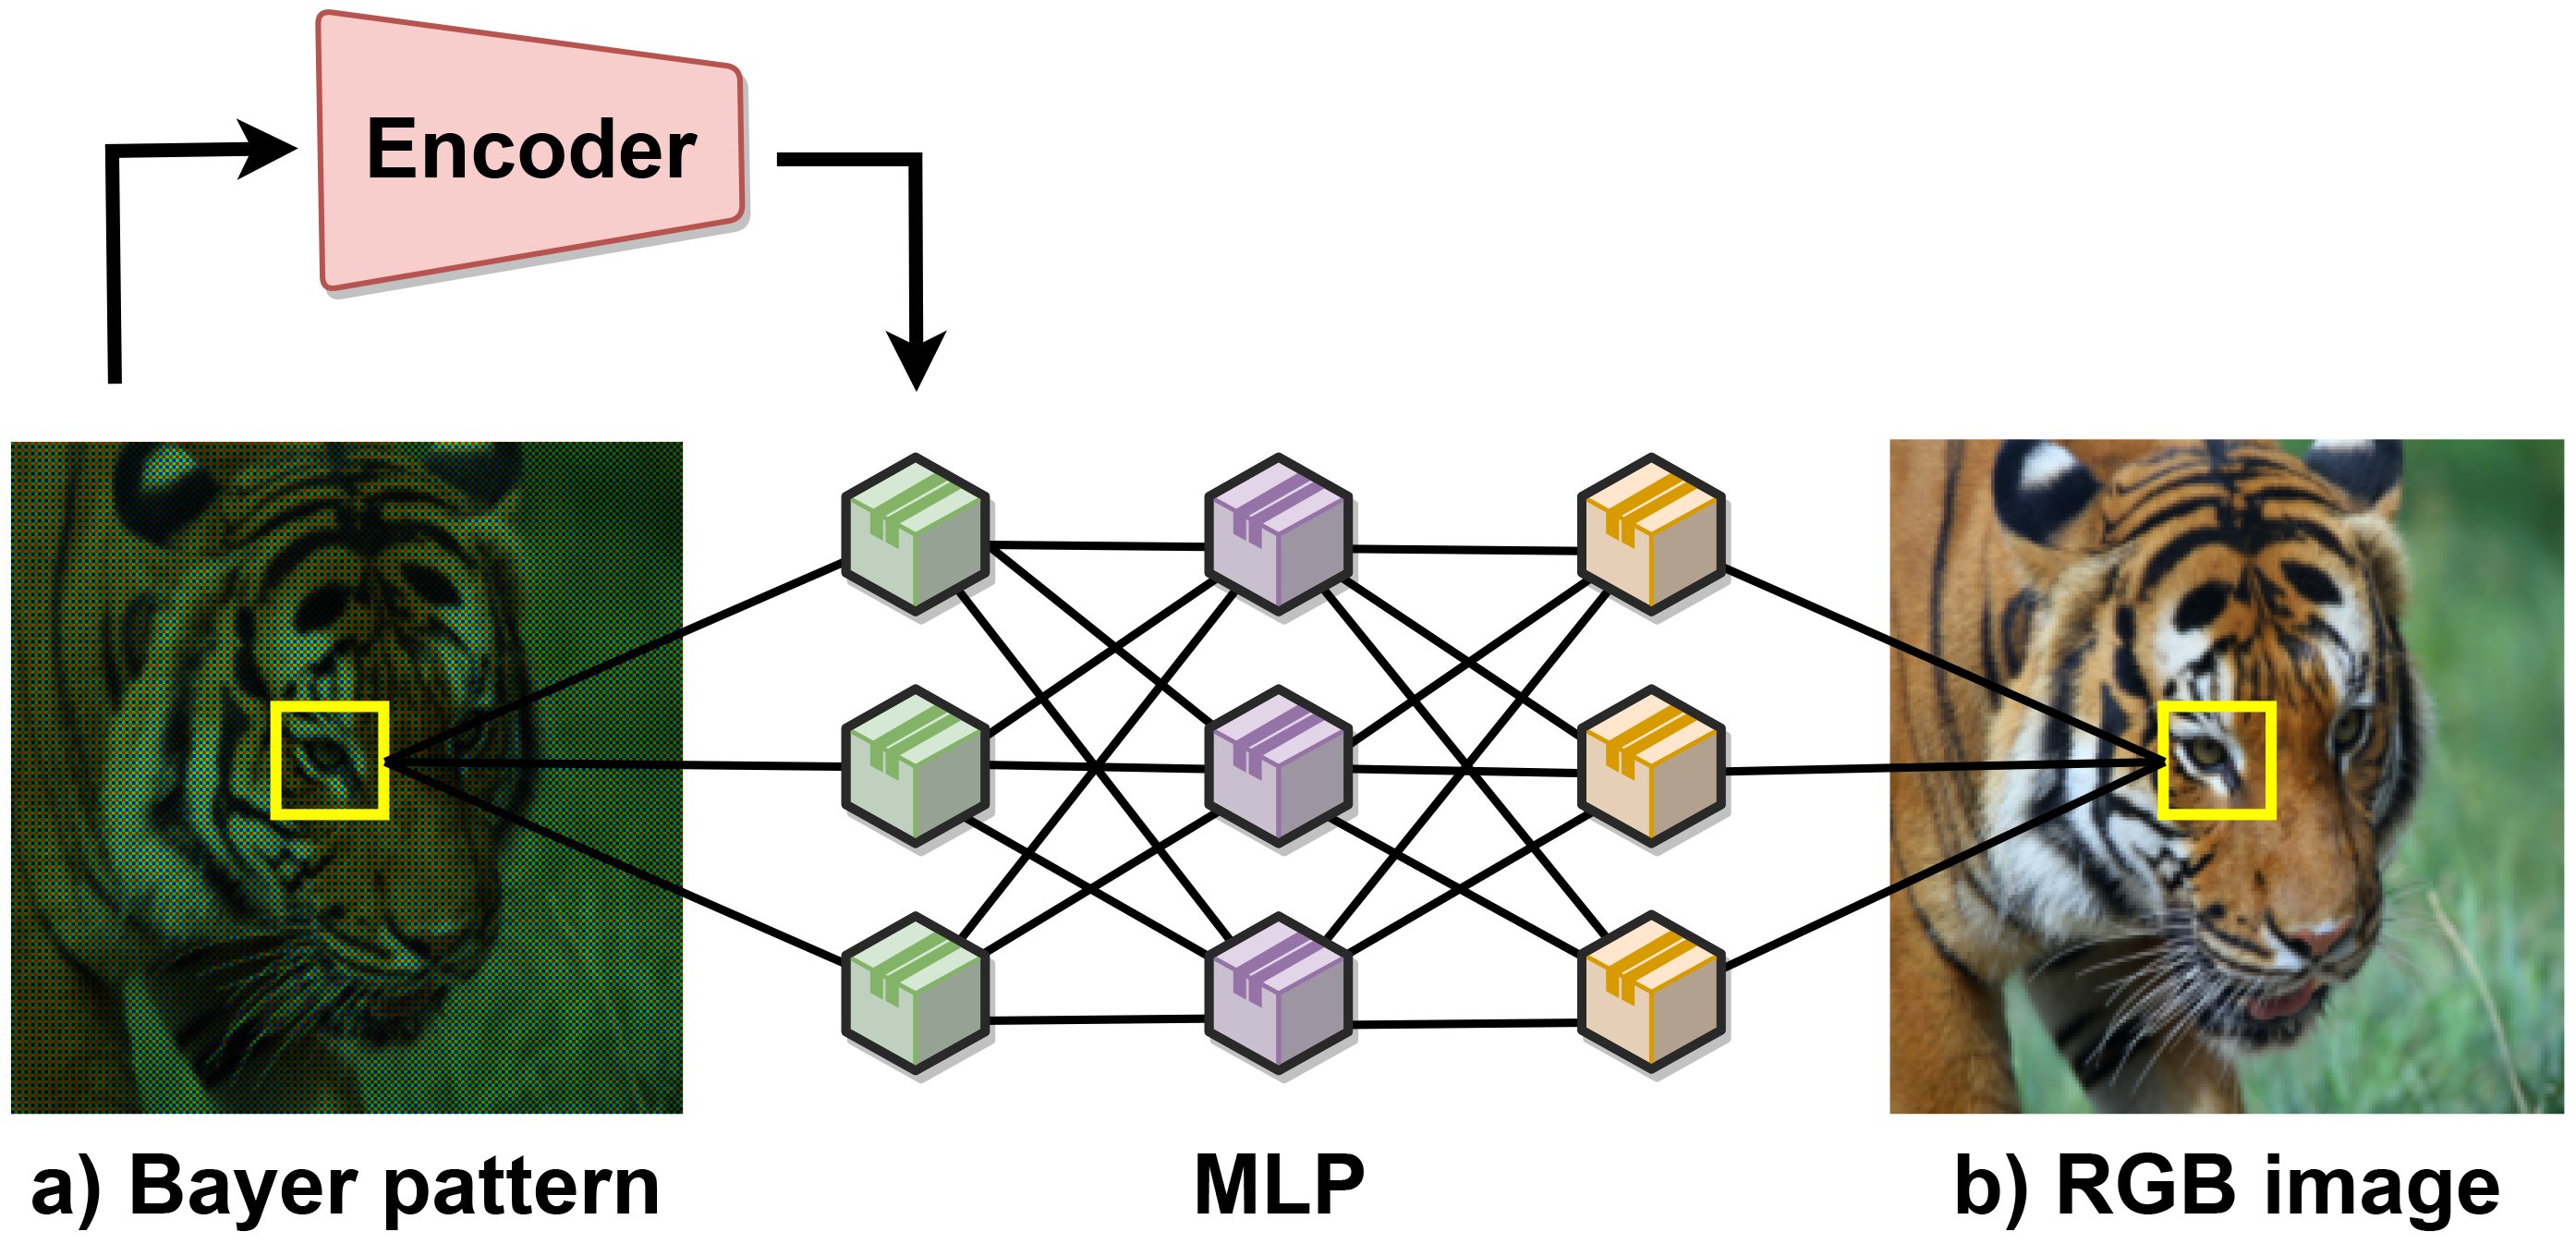 Encoder
a) Bayer pattern
MLP
b) RGB image